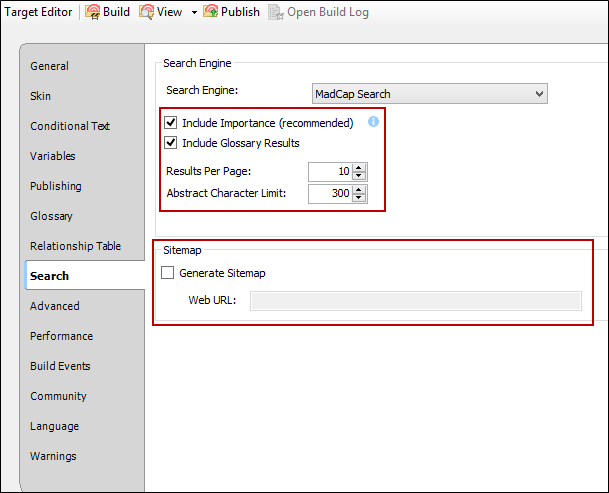 Target Editor Build View Publish Open Build Log
General
Skin
Conditional Text
Variables
Publishing
Glossary
Relationship Table
Search
Advanced
Performance
Build Events
Community
Language
Warnings
Search Engine
Search Engine: MadCap Search
Include Importance (recommended)
Include Glossary Results
Results Per Page: 10
Abstract Character Limit: 300
Sitemap
Generate Sitemap
Web URL: